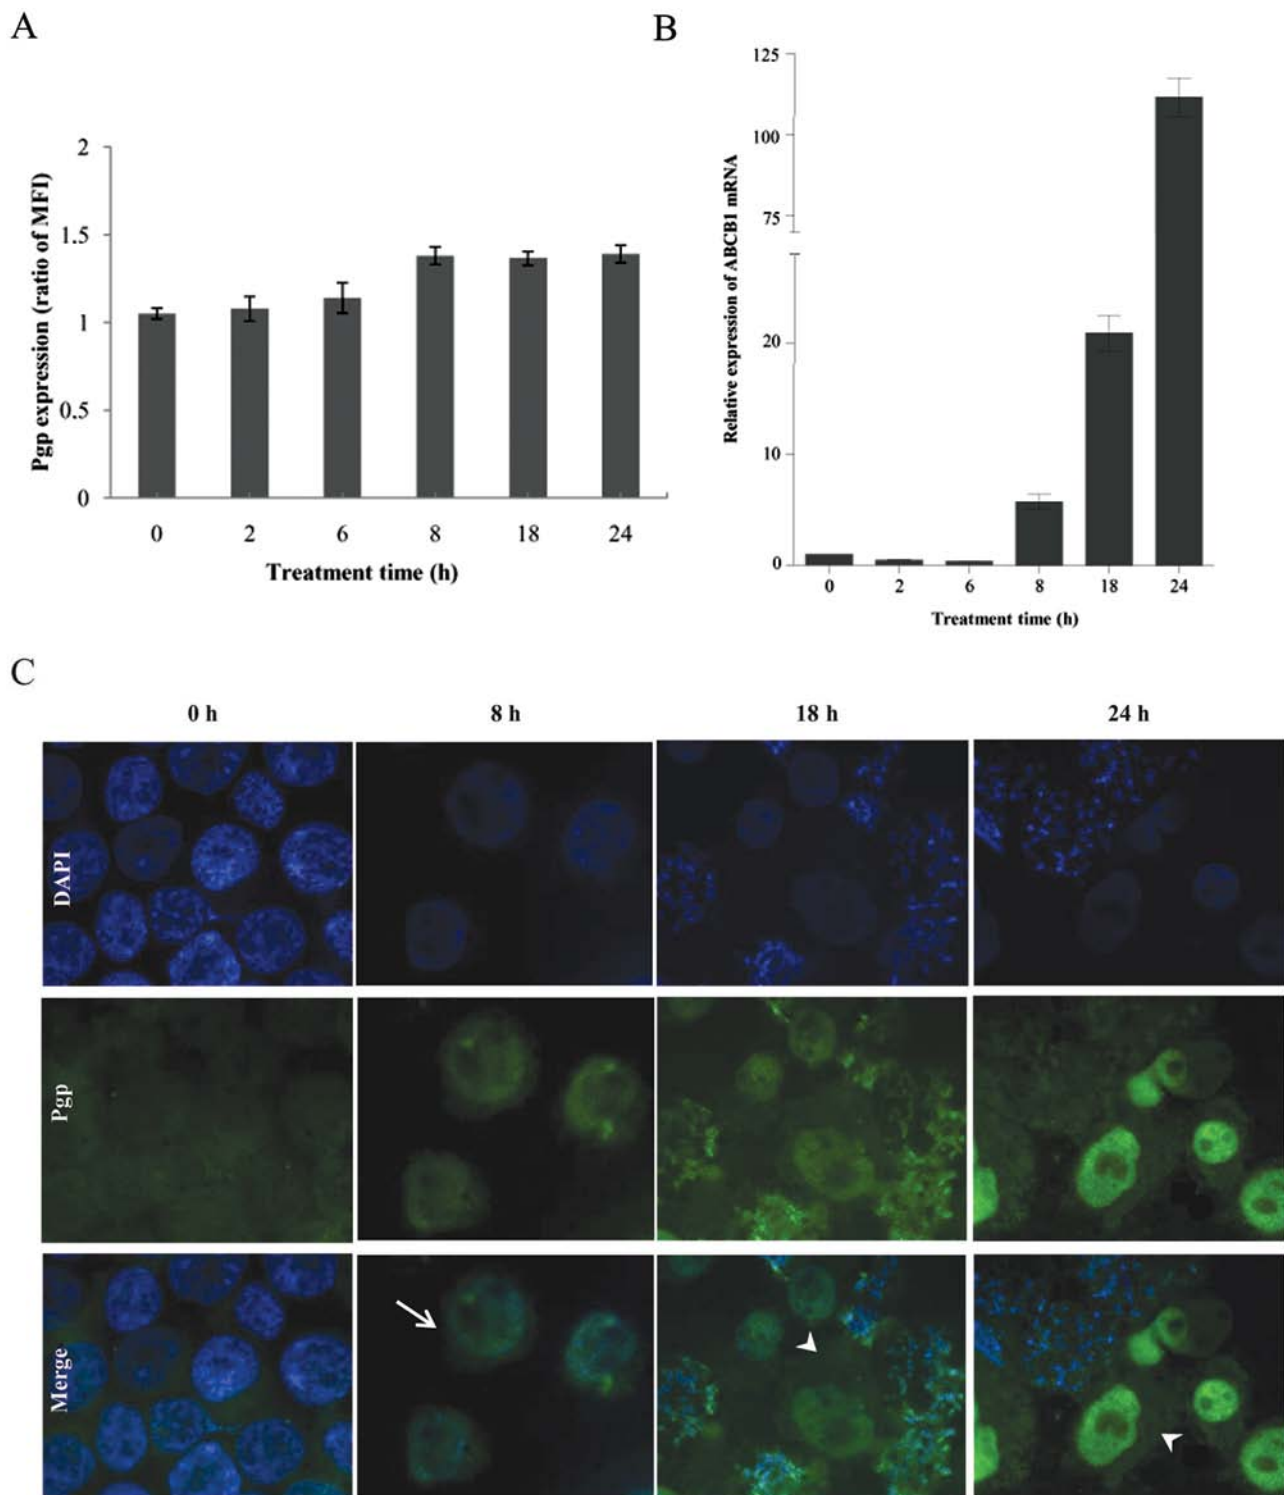 A
B
Pgp expression (ratio of MFI)
2
1.5
1
0.5
0
0 2 6 8 18 24
Treatment time (h)
Relative expression of ABCB1 mRNA
125
100
75
20
10
0
0 2 6 8 18 24
Treatment time (h)
C
0 h 8 h 18 h 24 h
DAPI
Pgp
Merge